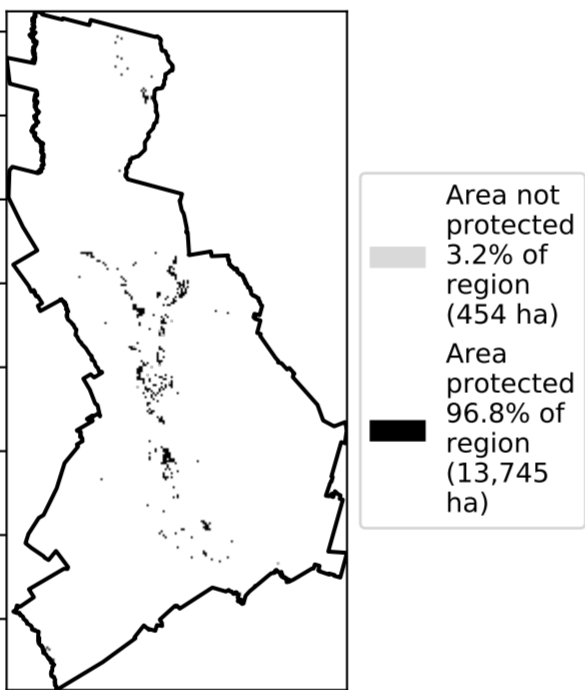 Area not
protected
3.2% of
region
(454 ha)
Area
protected
96.8% of
region
(13,745
ha)